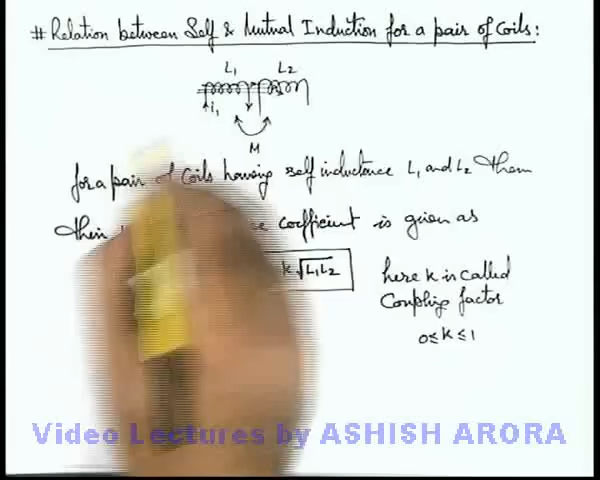 # Relation between Self & Mutual Induction for a pair of Coils:
L₁ L₂
i₁
M
for a pair of Coils having self inductance L₁ and L₂ then
their coefficient is given as
k√L₁L₂
here k is called
Coupling factor
0≤k≤1
Video Lectures by ASHISH ARORA